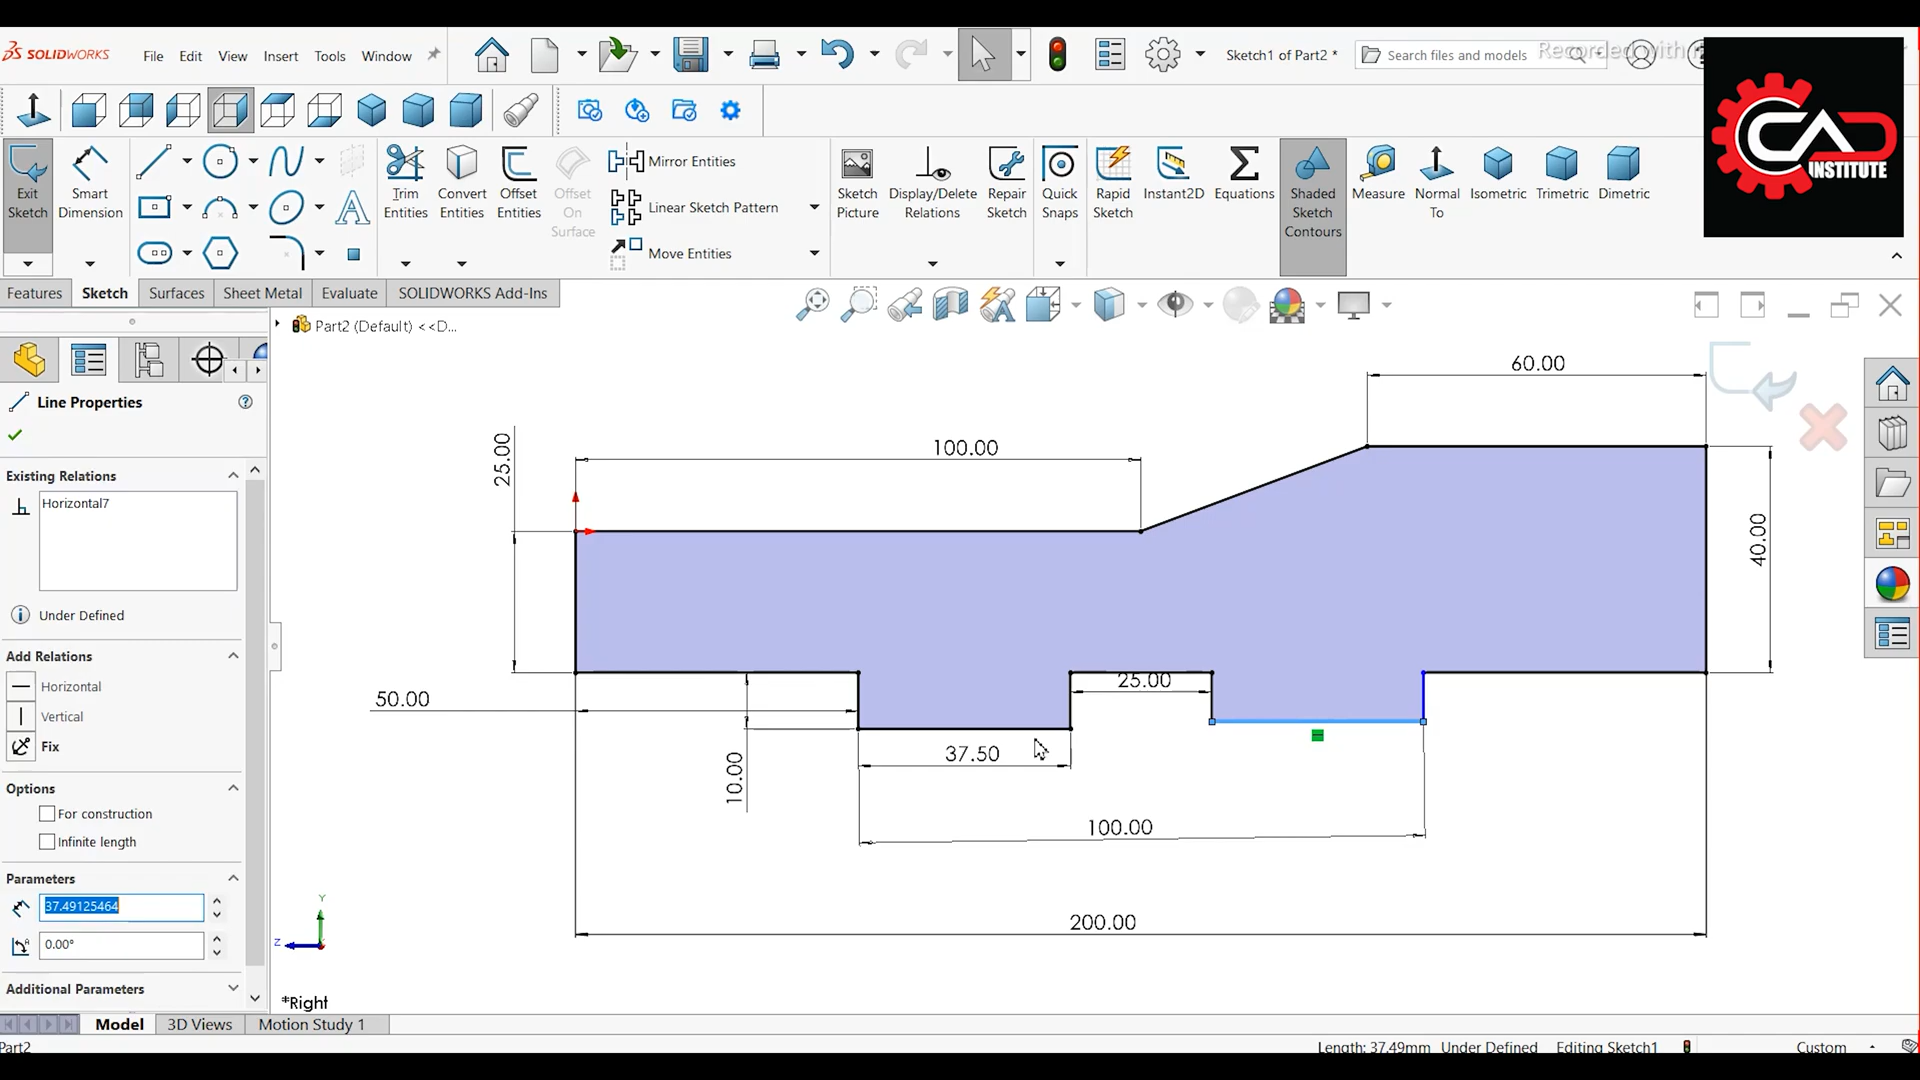 SOLIDWORKS
File
Edit
View
Insert
Tools
Window
Sketch1 of Part2 *
Search files and models
Recorded with
CAD
INSTITUTE
Exit
Sketch
Smart
Dimension
Trim
Entities
Convert
Entities
Offset
Entities
Offset
On
Surface
Mirror Entities
Linear Sketch Pattern
Move Entities
Sketch
Picture
Display/Delete
Relations
Repair
Sketch
Quick
Snaps
Rapid
Sketch
Instant2D
Equations
Shaded
Sketch
Contours
Measure
Normal
To
Isometric
Trimetric
Dimetric
Features
Sketch
Surfaces
Sheet Metal
Evaluate
SOLIDWORKS Add-Ins
Part2 (Default) <<D...
Line Properties
Existing Relations
Horizontal7
Under Defined
Add Relations
Horizontal
Vertical
Fix
Options
For construction
Infinite length
Parameters
37.49125464
0.00°
Additional Parameters
60.00
100.00
25.00
40.00
50.00
25.00
37.50
10.00
100.00
200.00
Y
Z
*Right
Model
3D Views
Motion Study 1
Part2
Length: 37.49mm
Under Defined
Editing Sketch1
Custom